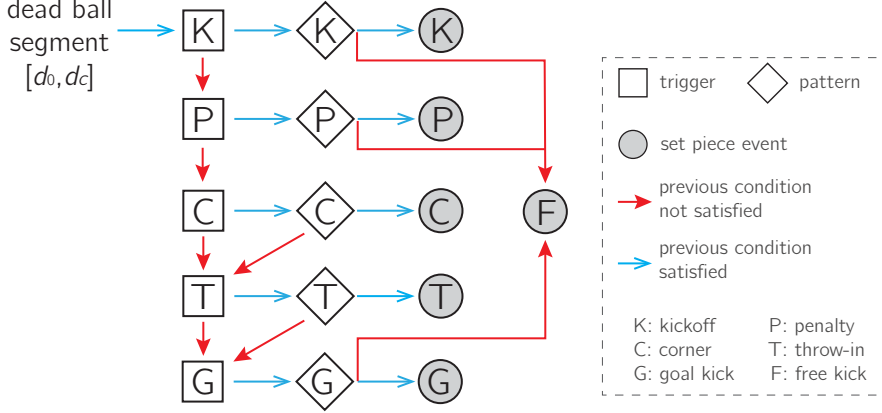 dead ball
segment
[d₀,dc]
K K K
P P P
C C C
F
T T T
G G G
trigger
pattern
set piece event
previous condition
not satisfied
previous condition
satisfied
K: kickoff
P: penalty
C: corner
T: throw-in
G: goal kick
F: free kick